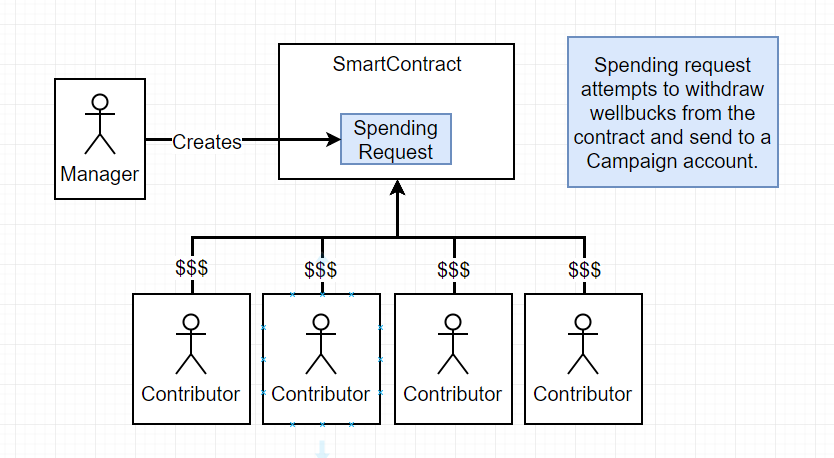 SmartContract
Spending request
attempts to withdraw
wellbucks from the
contract and send to a
Campaign account.
Spending
Request
Creates
Manager
$$$
$$$
$$$
$$$
Contributor
Contributor
Contributor
Contributor